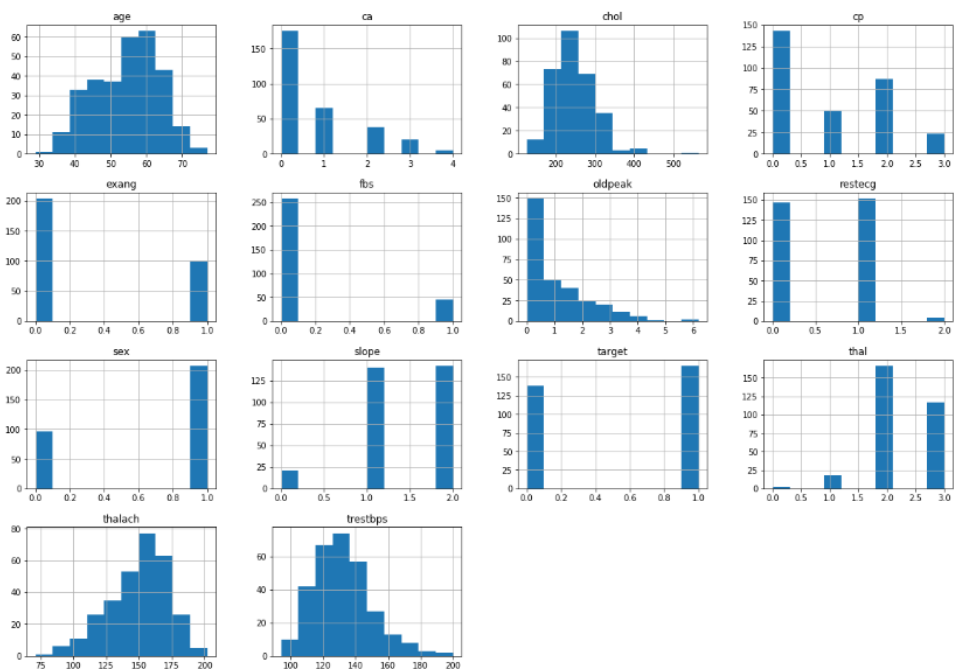 age ca chol cp
60 50 40 30 20 10 0
150 100 50 0
100 80 60 40 20 0
150 125 100 75 50 25 0
30 40 50 60 70
0 1 2 3 4
200 300 400 500
0.0 0.5 1.0 1.5 2.0 2.5 3.0
exang fbs oldpeak restecg
200 150 100 50 0
250 200 150 100 50 0
150 125 100 75 50 25 0
150 125 100 75 50 25 0
0.0 0.2 0.4 0.6 0.8 1.0
0.0 0.2 0.4 0.6 0.8 1.0
0 1 2 3 4 5 6
0.0 0.5 1.0 1.5 2.0
sex slope target thal
200 150 100 50 0
125 100 75 50 25 0
150 125 100 75 50 25 0
150 125 100 75 50 25 0
0.0 0.2 0.4 0.6 0.8 1.0
0.0 0.5 1.0 1.5 2.0
0.0 0.2 0.4 0.6 0.8 1.0
0.0 0.5 1.0 1.5 2.0 2.5 3.0
thalach trestbps
80 60 40 20 0
60 40 20 0
75 100 125 150 175 200
100 120 140 160 180 200